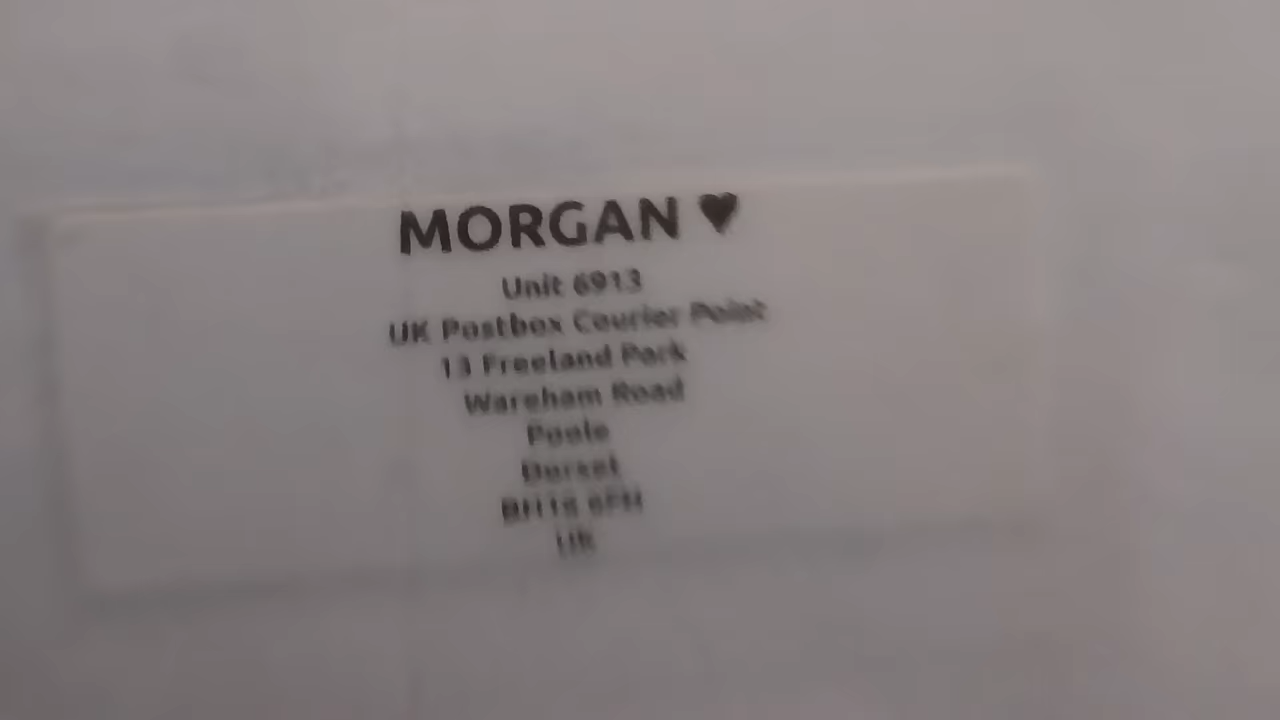 MORGAN ♥
Unit 6913
UK Postbox Courier Point
13 Freeland Park
Wareham Road
Poole
Dorset
BH16 6FH
UK